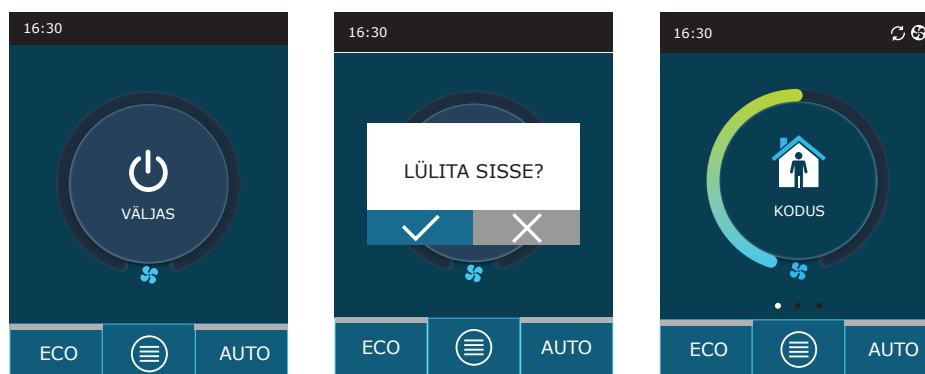 16:30
VÄLJAS
ECO
AUTO
16:30
LÜLITA SISSE?
ECO
AUTO
16:30
KODUS
ECO
AUTO